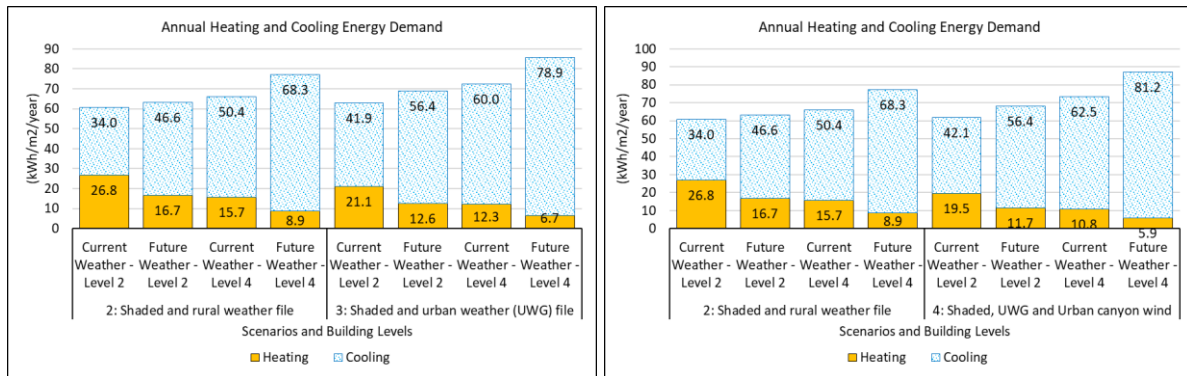 Annual Heating and Cooling Energy Demand
(kWh/m2/year)
90
80
70
60
50
40
30
20
10
0
34.0 46.6 50.4 68.3 41.9 56.4 60.0 78.9
26.8 16.7 15.7 8.9 21.1 12.6 12.3 6.7
Current Future Current Future Current Future Current Future
Weather - Weather - Weather - Weather - Weather - Weather - Weather - Weather -
Level 2 Level 2 Level 4 Level 4 Level 2 Level 2 Level 4 Level 4
2: Shaded and rural weather file 3: Shaded and urban weather (UWG) file
Scenarios and Building Levels
Heating Cooling
Annual Heating and Cooling Energy Demand
(kWh/m2/year)
100
90
80
70
60
50
40
30
20
10
0
34.0 46.6 50.4 68.3 42.1 56.4 62.5 81.2
26.8 16.7 15.7 8.9 19.5 11.7 10.8 5.9
Current Future Current Future Current Future Current Future
Weather - Weather - Weather - Weather - Weather - Weather - Weather - Weather -
Level 2 Level 2 Level 4 Level 4 Level 2 Level 2 Level 4 Level 4
2: Shaded and rural weather file 4: Shaded, UWG and Urban canyon wind
Scenarios and Building Levels
Heating Cooling